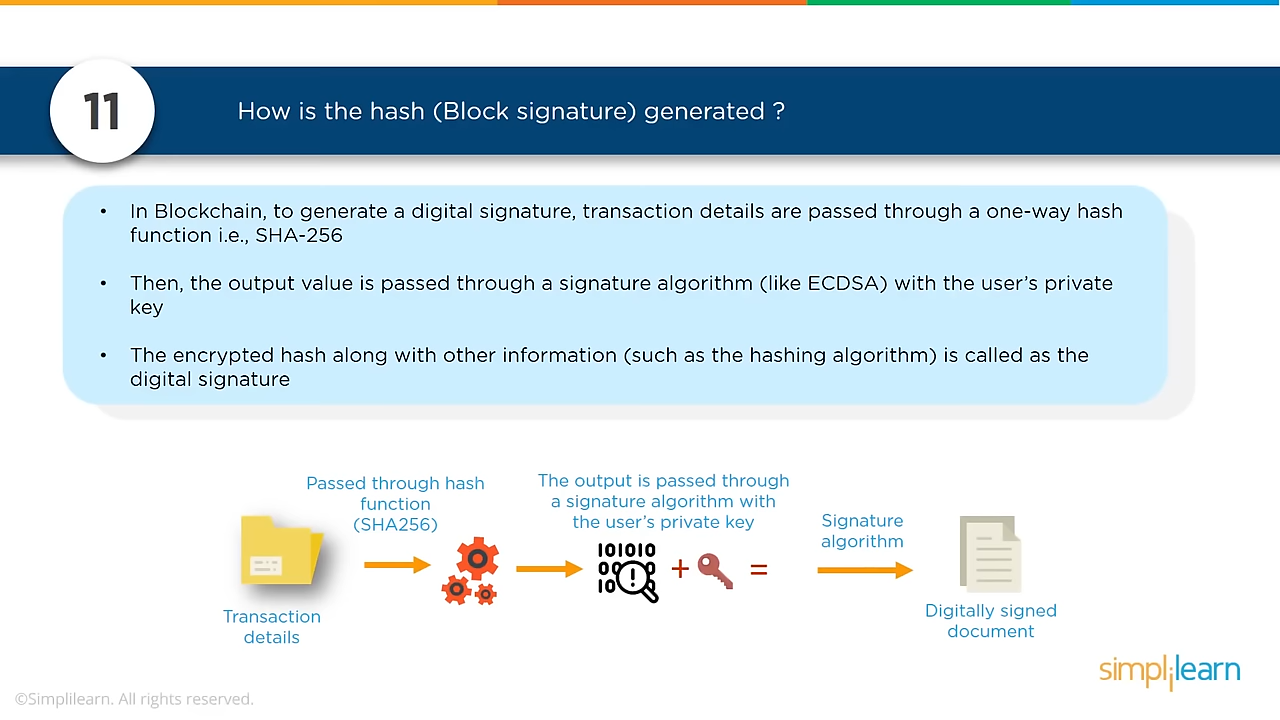 11
How is the hash (Block signature) generated ?
• In Blockchain, to generate a digital signature, transaction details are passed through a one-way hash
function i.e., SHA-256
• Then, the output value is passed through a signature algorithm (like ECDSA) with the user's private
key
• The encrypted hash along with other information (such as the hashing algorithm) is called as the
digital signature
Passed through hash
function
(SHA256)
The output is passed through
a signature algorithm with
the user's private key
Signature
algorithm
010101
+
=
Transaction
details
Digitally signed
document
simplilearn
©Simplilearn. All rights reserved.